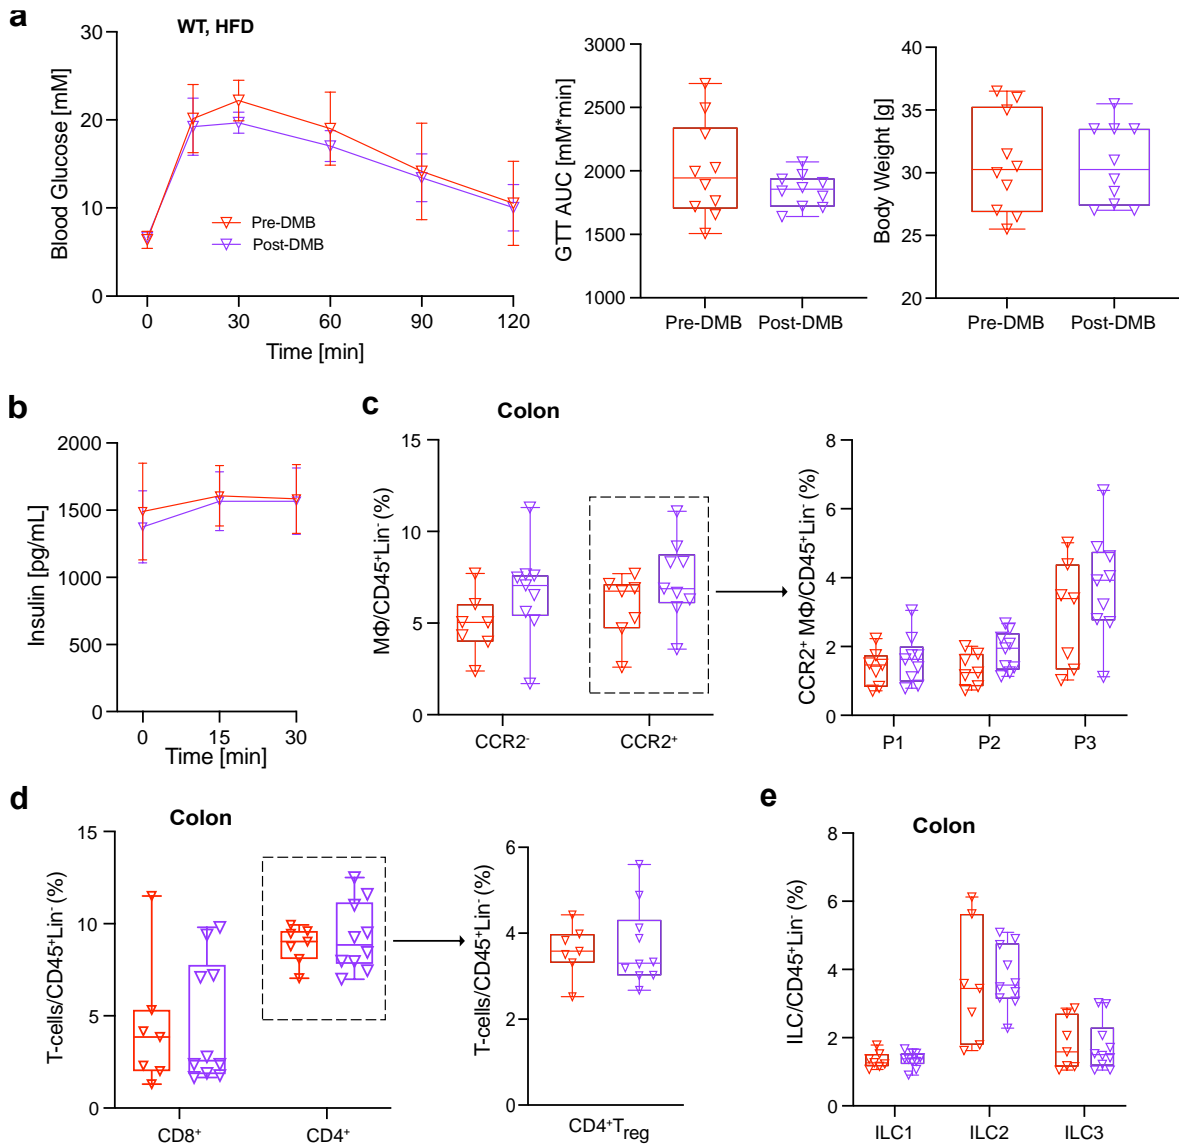 a
WT, HFD
Blood Glucose [mM]
30
20
10
0
0 30 60 90 120
Time [min]
Pre-DMB
Post-DMB
GTT AUC [mM*min]
3000
2500
2000
1500
1000
Pre-DMB Post-DMB
Body Weight [g]
40
35
30
25
20
Pre-DMB Post-DMB
b
Insulin [pg/mL]
2000
1500
1000
500
0
0 15 30
Time [min]
c
Colon
MΦ/CD45⁺Lin⁻ (%)
15
10
5
0
CCR2⁻ CCR2⁺
CCR2⁺ MΦ/CD45⁺Lin⁻ (%)
8
6
4
2
0
P1 P2 P3
d
Colon
T-cells/CD45⁺Lin⁻ (%)
15
10
5
0
CD8⁺ CD4⁺
T-cells/CD45⁺Lin⁻ (%)
6
4
2
0
CD4⁺Treg
e
Colon
ILC/CD45⁺Lin⁻ (%)
8
6
4
2
0
ILC1 ILC2 ILC3